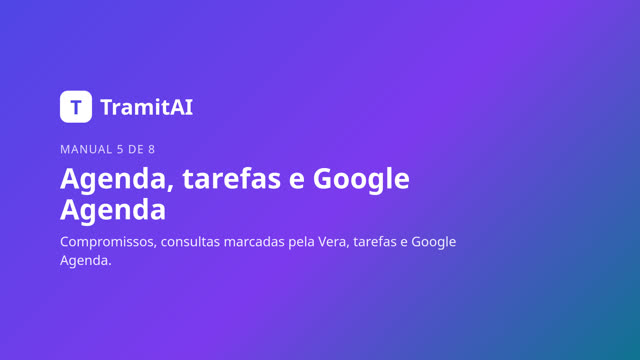 T TramitAI
MANUAL 5 DE 8
Agenda, tarefas e Google
Agenda
Compromissos, consultas marcadas pela Vera, tarefas e Google
Agenda.